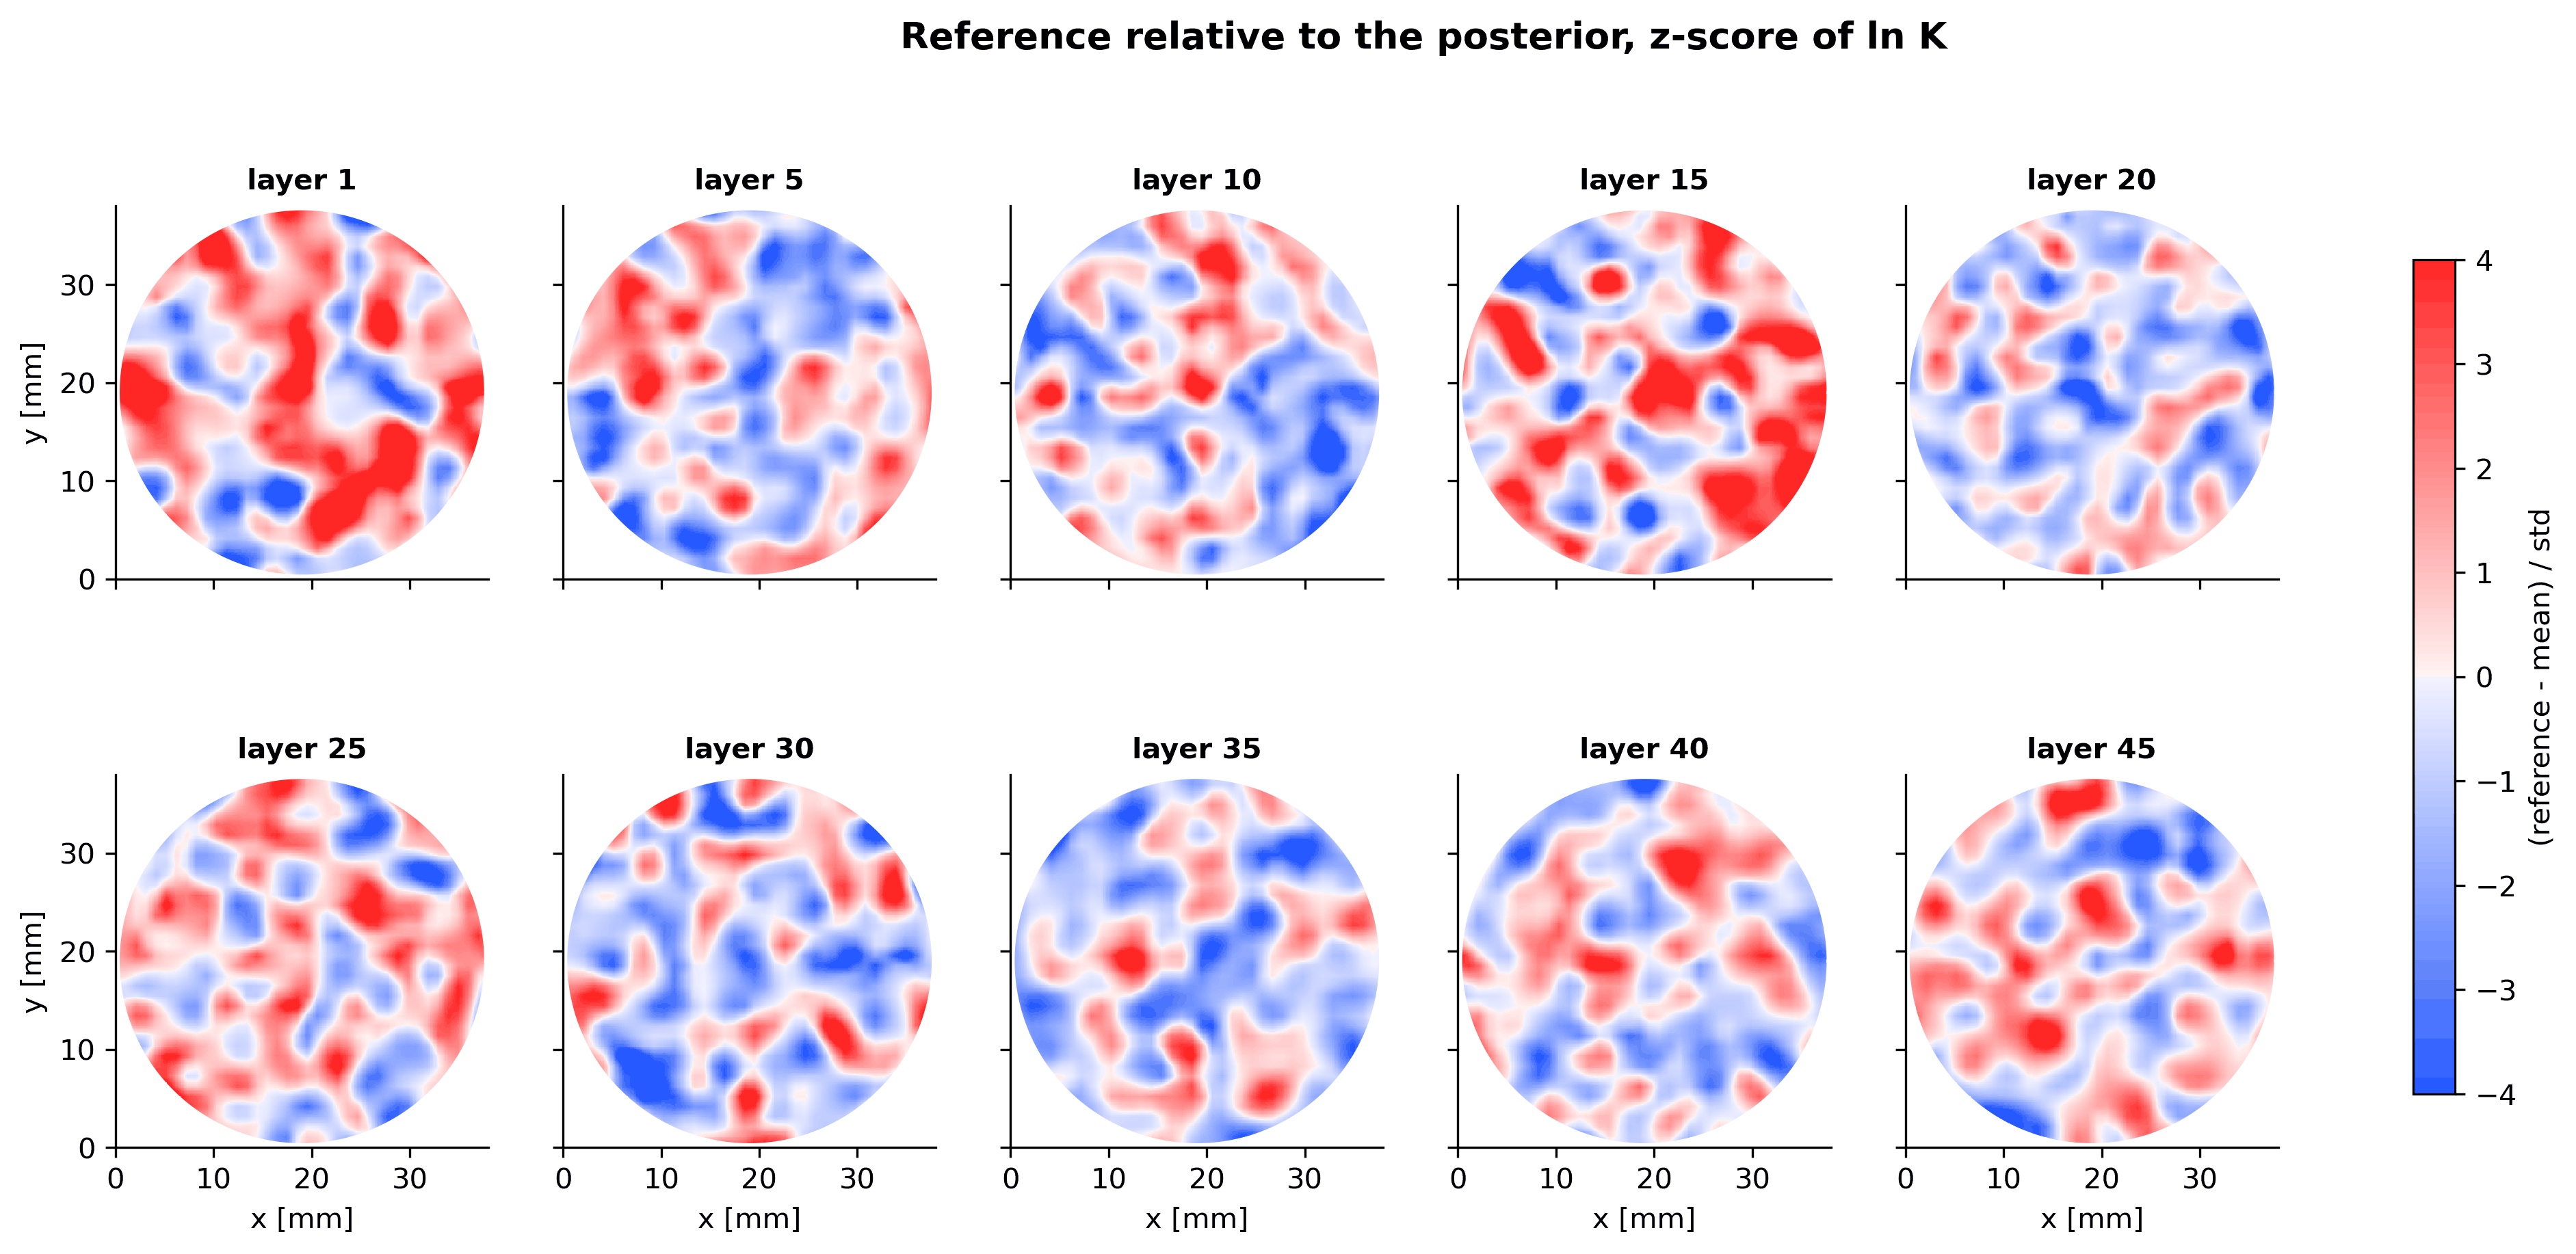 Reference relative to the posterior, z-score of ln K
layer 1
layer 5
layer 10
layer 15
layer 20
y [mm]
30
20
10
0
layer 25
layer 30
layer 35
layer 40
layer 45
y [mm]
30
20
10
0
0 10 20 30
0 10 20 30
0 10 20 30
0 10 20 30
0 10 20 30
x [mm]
x [mm]
x [mm]
x [mm]
x [mm]
4
3
2
1
0
−1
−2
−3
−4
(reference - mean) / std